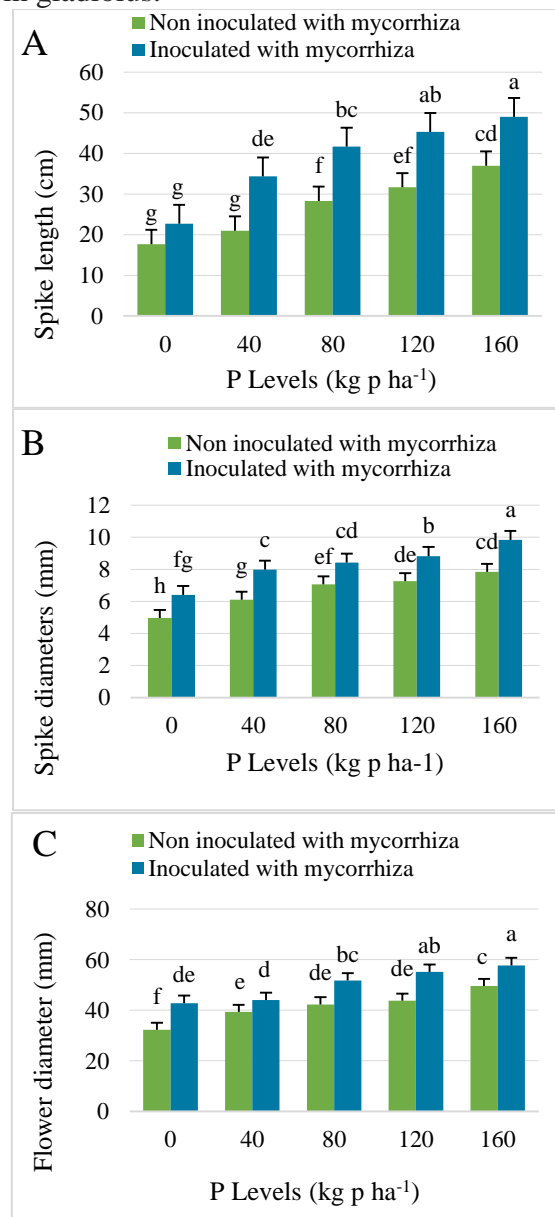 in gladiolus.
A
Non inoculated with mycorrhiza
Inoculated with mycorrhiza
Spike length (cm)
60
50
40
30
20
10
0
g g g de f bc ef ab cd a
0 40 80 120 160
P Levels (kg p ha-1)
B
Non inoculated with mycorrhiza
Inoculated with mycorrhiza
Spike diameters (mm)
12
10
8
6
4
2
0
h fg g c ef cd de b cd a
0 40 80 120 160
P Levels (kg p ha-1)
C
Non inoculated with mycorrhiza
Inoculated with mycorrhiza
Flower diameter (mm)
80
60
40
20
0
f de e d de bc de ab c a
0 40 80 120 160
P Levels (kg p ha-1)